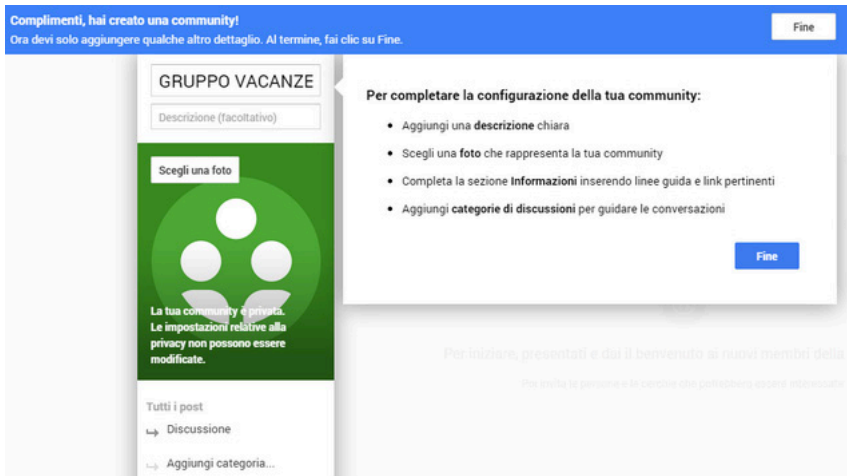 Complimenti, hai creato una community!
Ora devi solo aggiungere qualche altro dettaglio. Al termine, fai clic su Fine.
Fine
GRUPPO VACANZE
Descrizione (facoltativo)
Scegli una foto
La tua community è privata.
Le impostazioni relative alla
privacy non possono essere
modificate.
Tutti i post
Discussione
Aggiungi categoria...
Per completare la configurazione della tua community:
Aggiungi una descrizione chiara
Scegli una foto che rappresenta la tua community
Completa la sezione Informazioni inserendo linee guida e link pertinenti
Aggiungi categorie di discussioni per guidare le conversazioni
Fine
Per iniziare, presentati e dai il benvenuto ai nuovi membri della